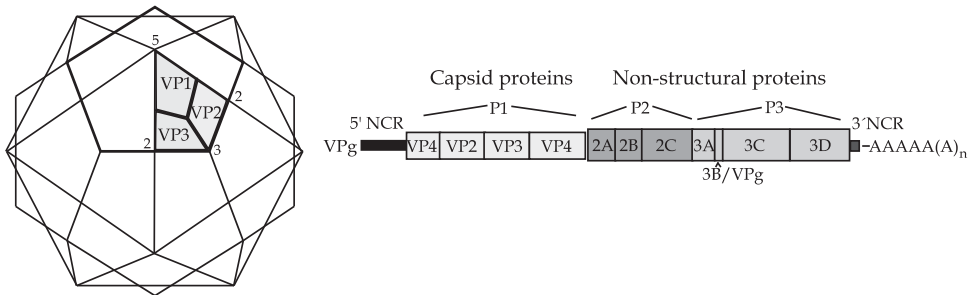 5
VP1
2
VP2
VP3
2
3
Capsid proteins Non-structural proteins
P1 P2 P3
5' NCR 3´NCR
VPg VP4 VP2 VP3 VP4 2A 2B 2C 3A 3C 3D –AAAAA(A)n
3B/VPg